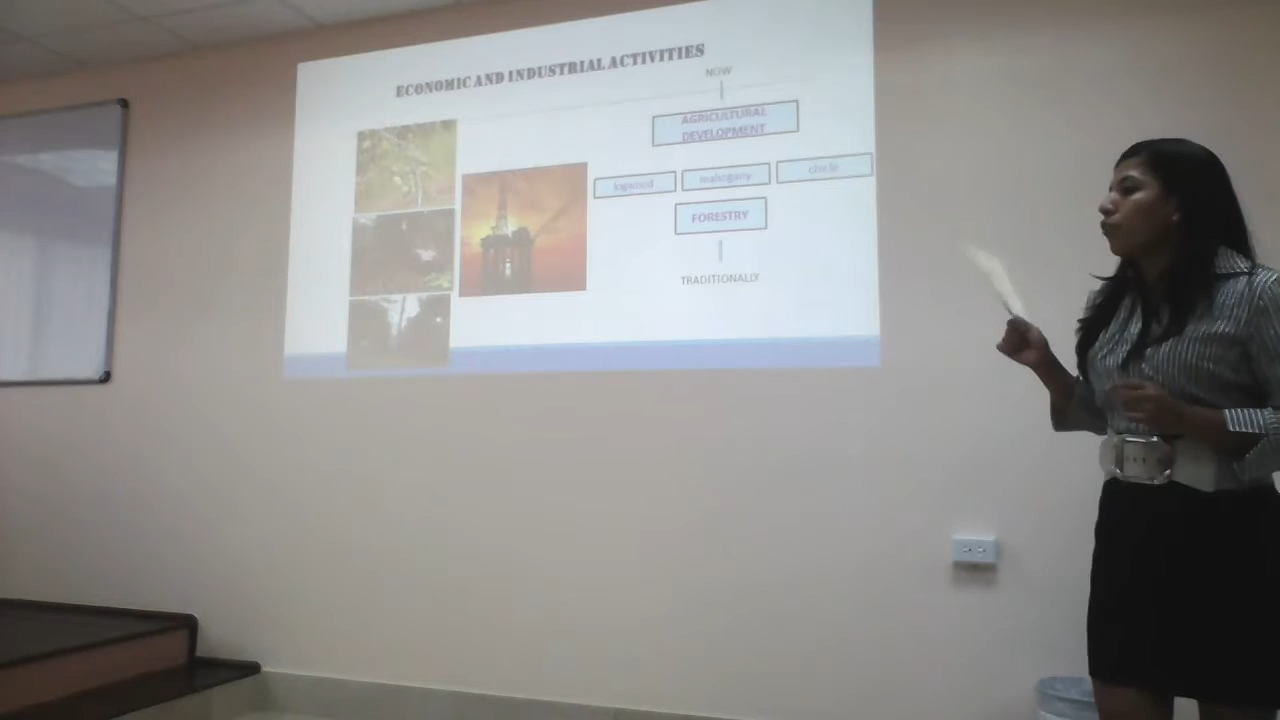 ECONOMIC AND INDUSTRIAL ACTIVITIES
NOW
AGRICULTURAL
DEVELOPMENT
logwood mahogany chicle
FORESTRY
TRADITIONALLY